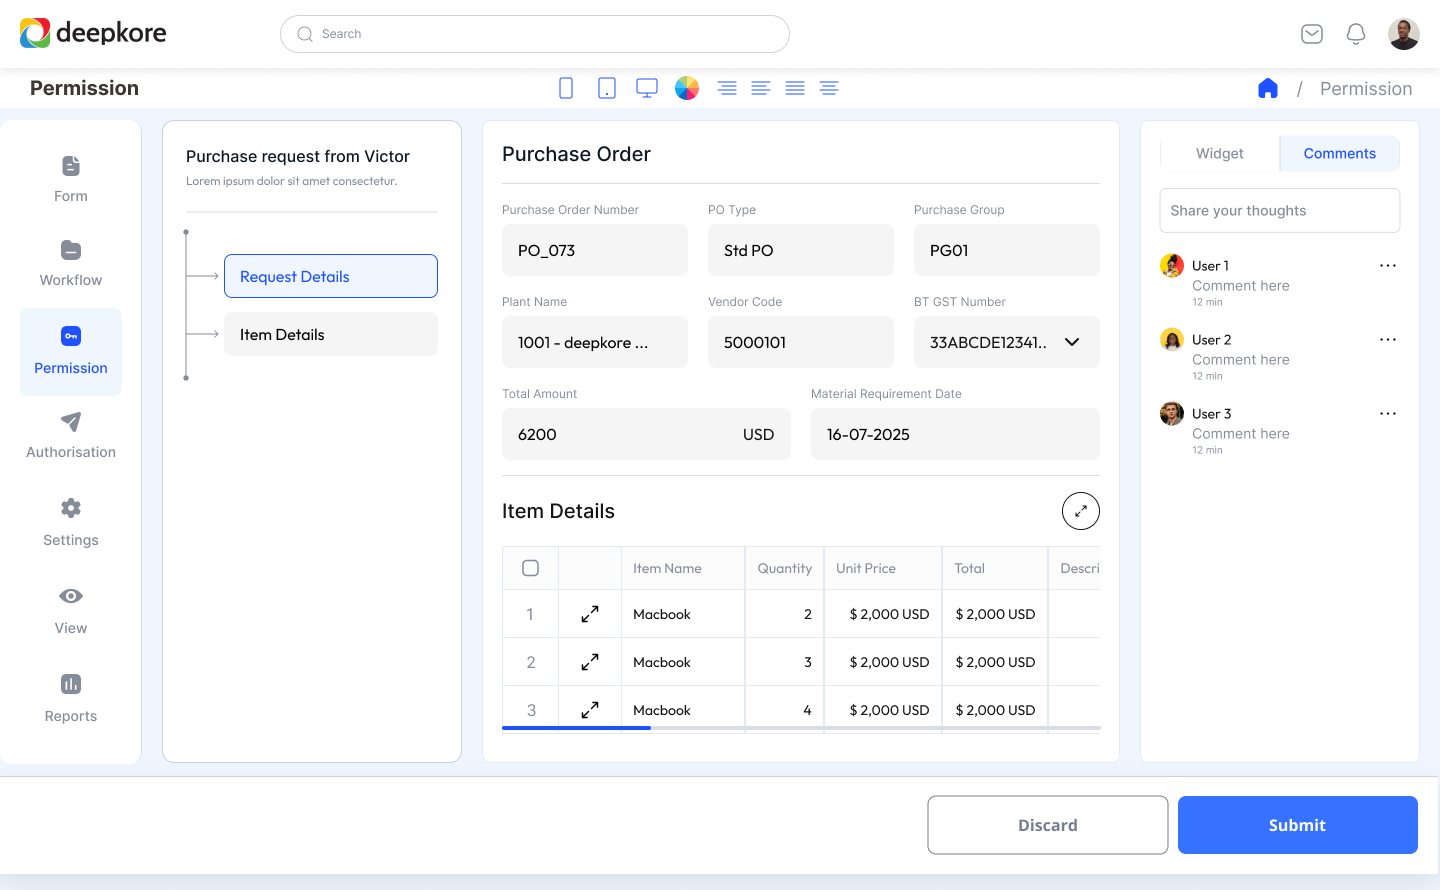 deepkore
Search
Permission
/ Permission
Form
Workflow
Permission
Authorisation
Settings
View
Reports
Purchase request from Victor
Lorem ipsum dolor sit amet consectetur.
Request Details
Item Details
Purchase Order
Purchase Order Number PO Type Purchase Group
PO_073 Std PO PG01
Plant Name Vendor Code BT GST Number
1001 - deepkore ... 5000101 33ABCDE12341..
Total Amount Material Requirement Date
6200 USD 16-07-2025
Item Details
Item Name Quantity Unit Price Total Descri
1 Macbook 2 $ 2,000 USD $ 2,000 USD
2 Macbook 3 $ 2,000 USD $ 2,000 USD
3 Macbook 4 $ 2,000 USD $ 2,000 USD
Widget Comments
Share your thoughts
User 1
Comment here
12 min
User 2
Comment here
12 min
User 3
Comment here
12 min
Discard Submit